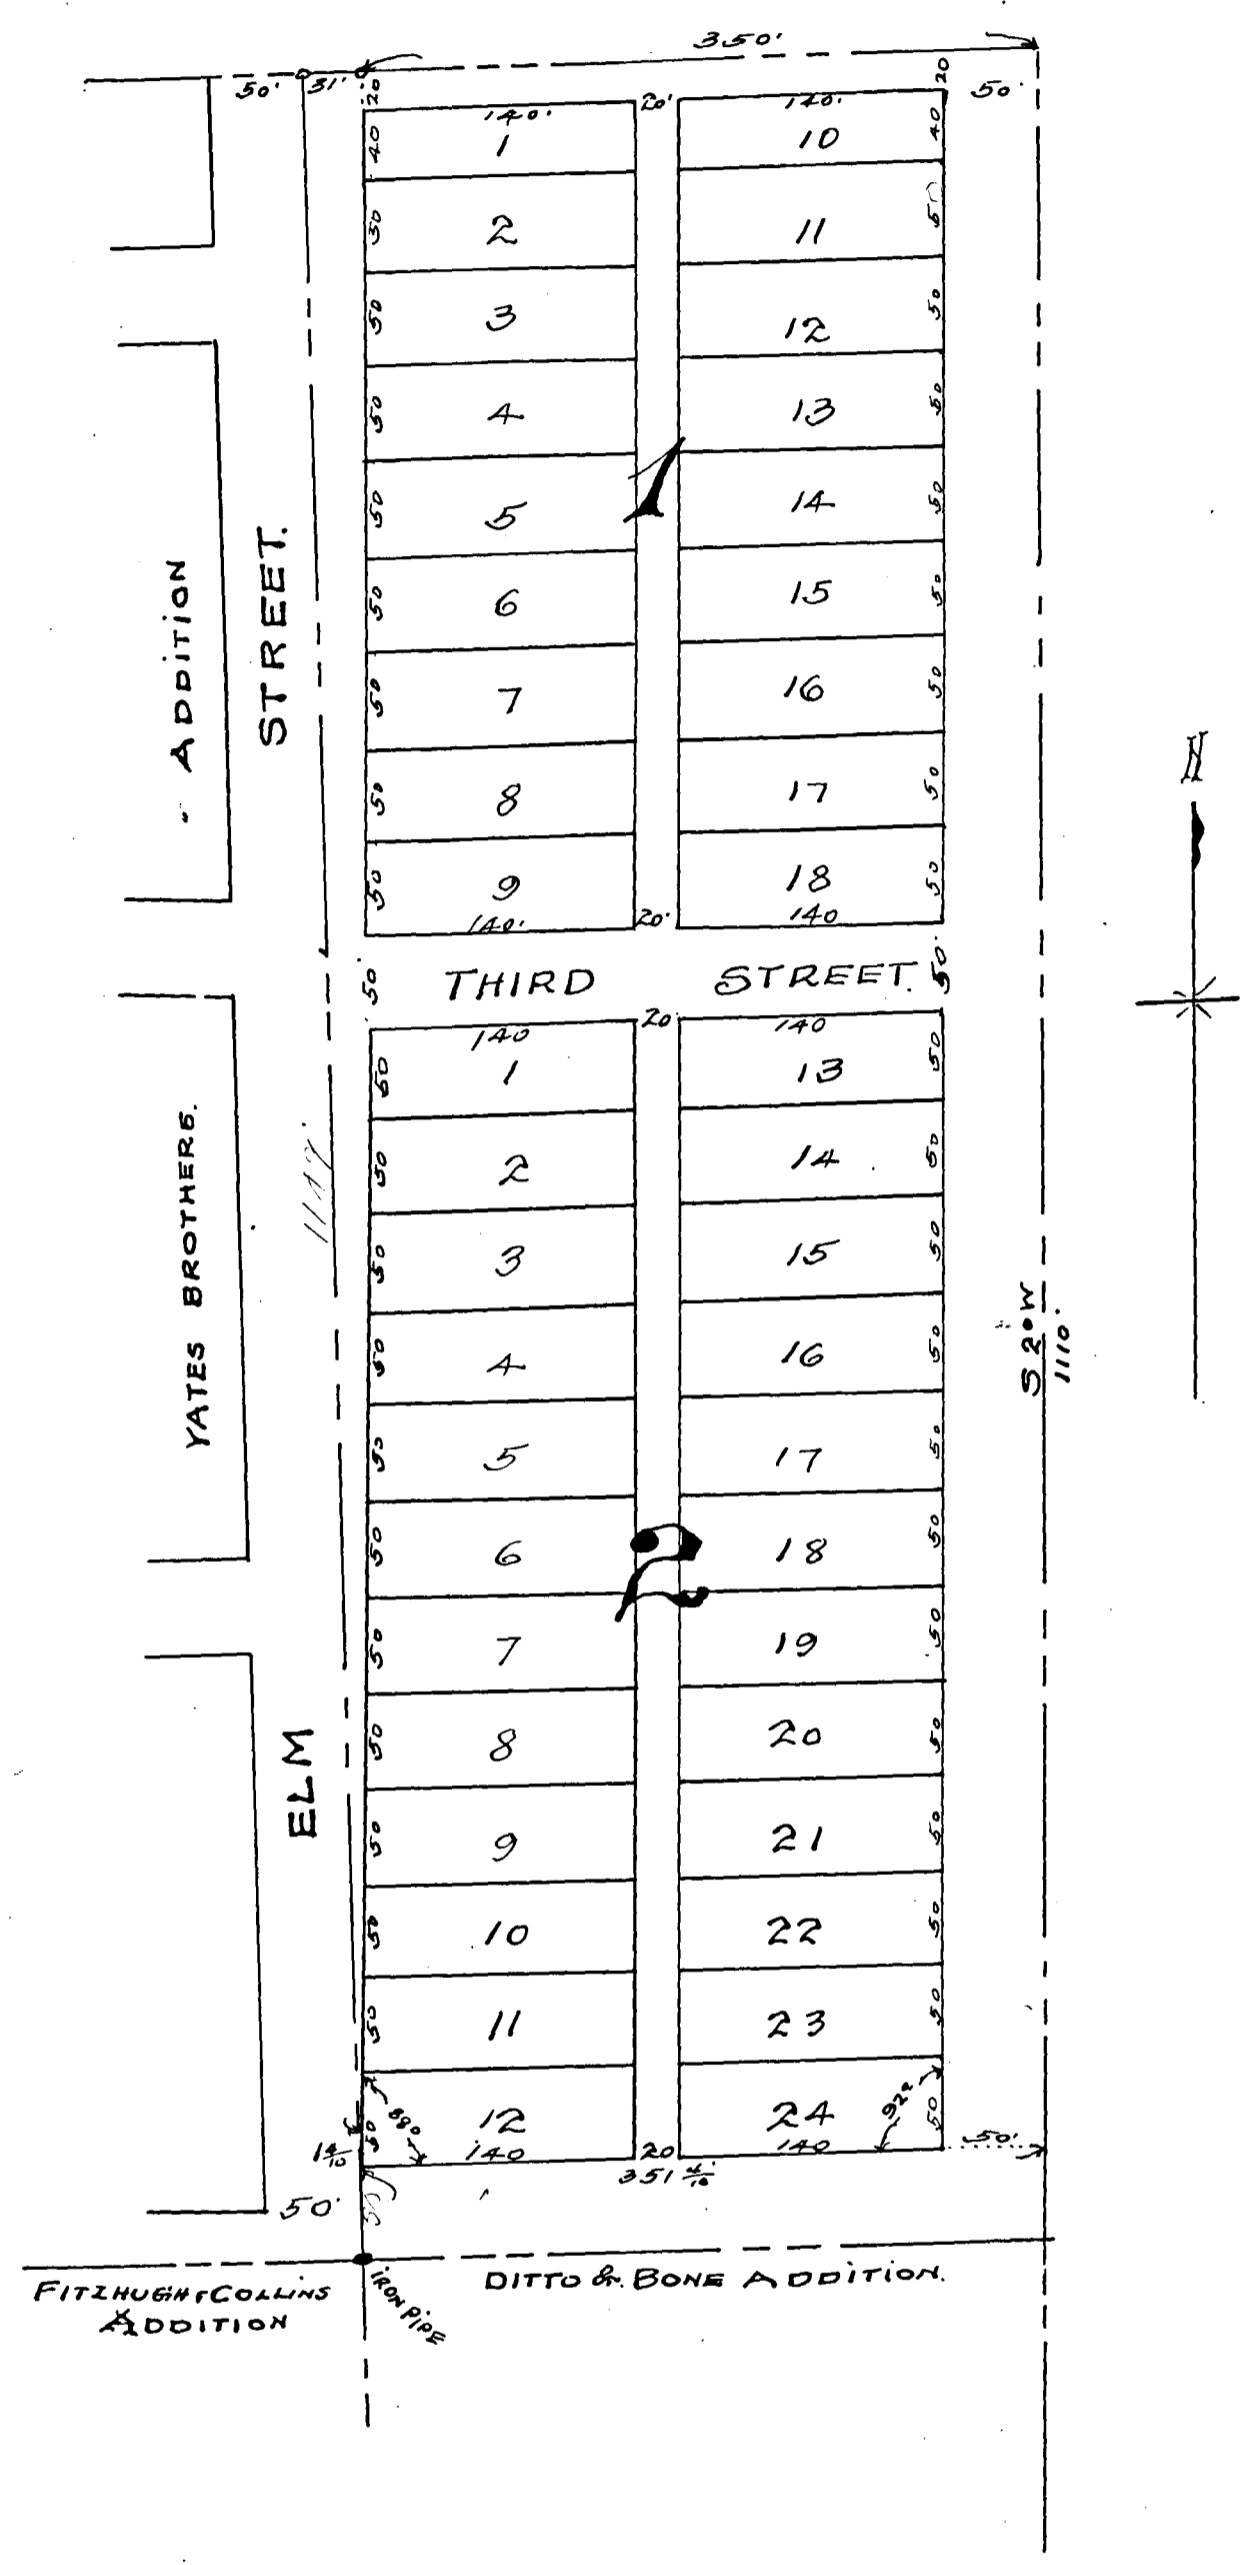 350'
50' 31' 20 20 50'
140' 20' 140'
40 1 10 40
50 2 11 50
50 3 12 50
50 4 13 50
1
50 5 14 50
50 6 15 50
50 7 16 50
50 8 17 50
50 9 18 50
140' 20' 140
50 THIRD STREET. 50'
140 20 140
50 1 13 50
50 2 14 50
50 3 15 50
50 4 16 50
50 5 17 50
50 6 18 50
2
50 7 19 50
50 8 20 50
50 9 21 50
50 10 22 50
50 11 23 50
50 12 24 50
880 922
140 20 140 50'
1 4/10
351 4/10
50' 50
ELM STREET.
YATES BROTHERS. ADDITION
S 2° W
1110'
N
IRON PIPE
FITZHUGH & COLLINS
ADDITION
DITTO & BONE ADDITION.